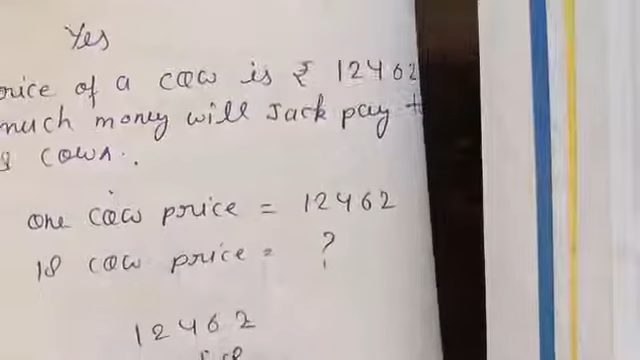 Yes
price of a cow is ₹ 12462
much money will Jack pay
cows.
one cow price = 12462
18 cow price = ?
12462